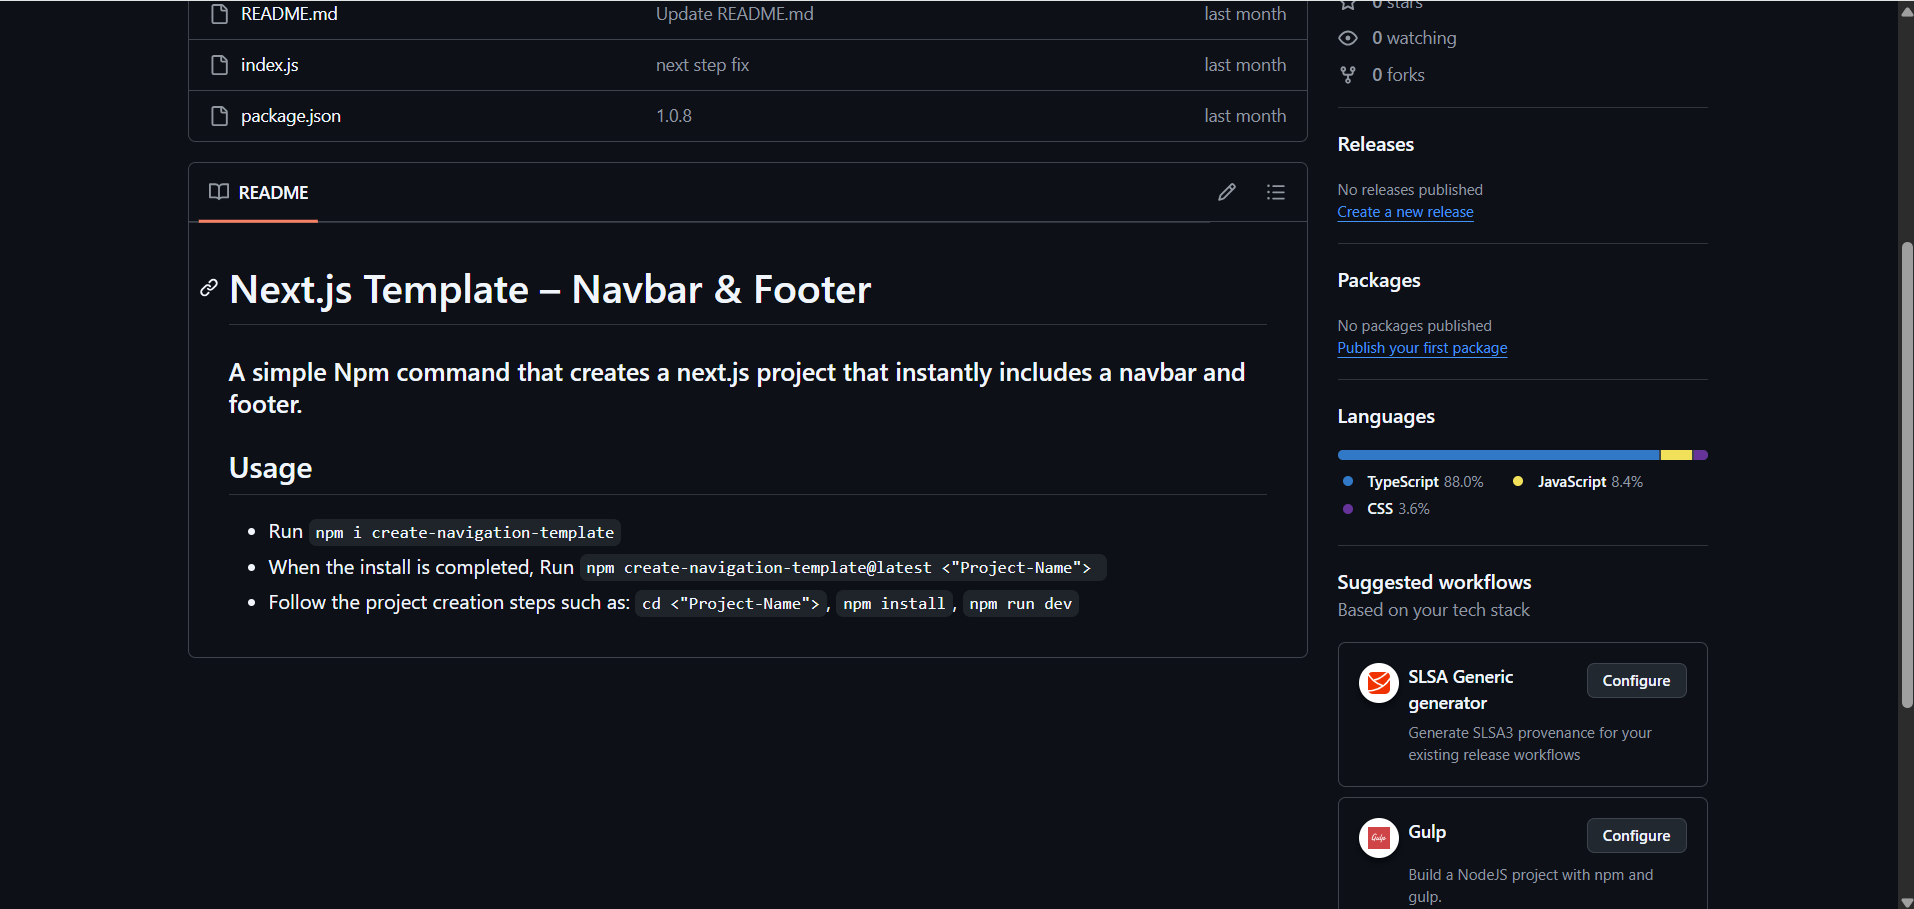 README.md Update README.md last month
index.js next step fix last month
package.json 1.0.8 last month
README
Next.js Template – Navbar & Footer
A simple Npm command that creates a next.js project that instantly includes a navbar and
footer.
Usage
Run npm i create-navigation-template
When the install is completed, Run npm create-navigation-template@latest <"Project-Name">
Follow the project creation steps such as: cd <"Project-Name">, npm install, npm run dev
0 stars
0 watching
0 forks
Releases
No releases published
Create a new release
Packages
No packages published
Publish your first package
Languages
TypeScript 88.0% JavaScript 8.4%
CSS 3.6%
Suggested workflows
Based on your tech stack
SLSA Generic
generator
Configure
Generate SLSA3 provenance for your
existing release workflows
Gulp
Gulp
Configure
Build a NodeJS project with npm and
gulp.